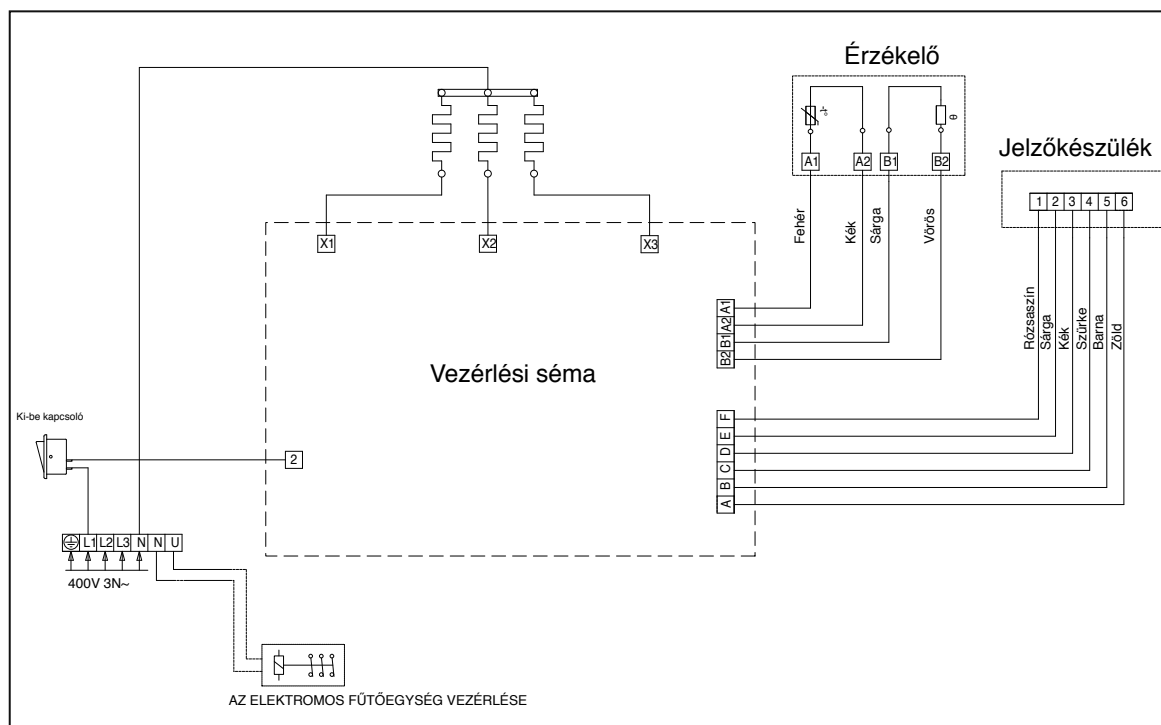 Érzékelő
θ
A1 A2 B1 B2
Jelzőkészülék
1 2 3 4 5 6
Fehér
Kék
Sárga
Vörös
X1 X2 X3
Rózsaszín
Sárga
Kék
Szürke
Barna
Zöld
A1
A2
B1
B2
Vezérlési séma
F
E
D
C
B
A
Ki-be kapcsoló
2
L1 L2 L3 N N U
400V 3N~
AZ ELEKTROMOS FŰTŐEGYSÉG VEZÉRLÉSE